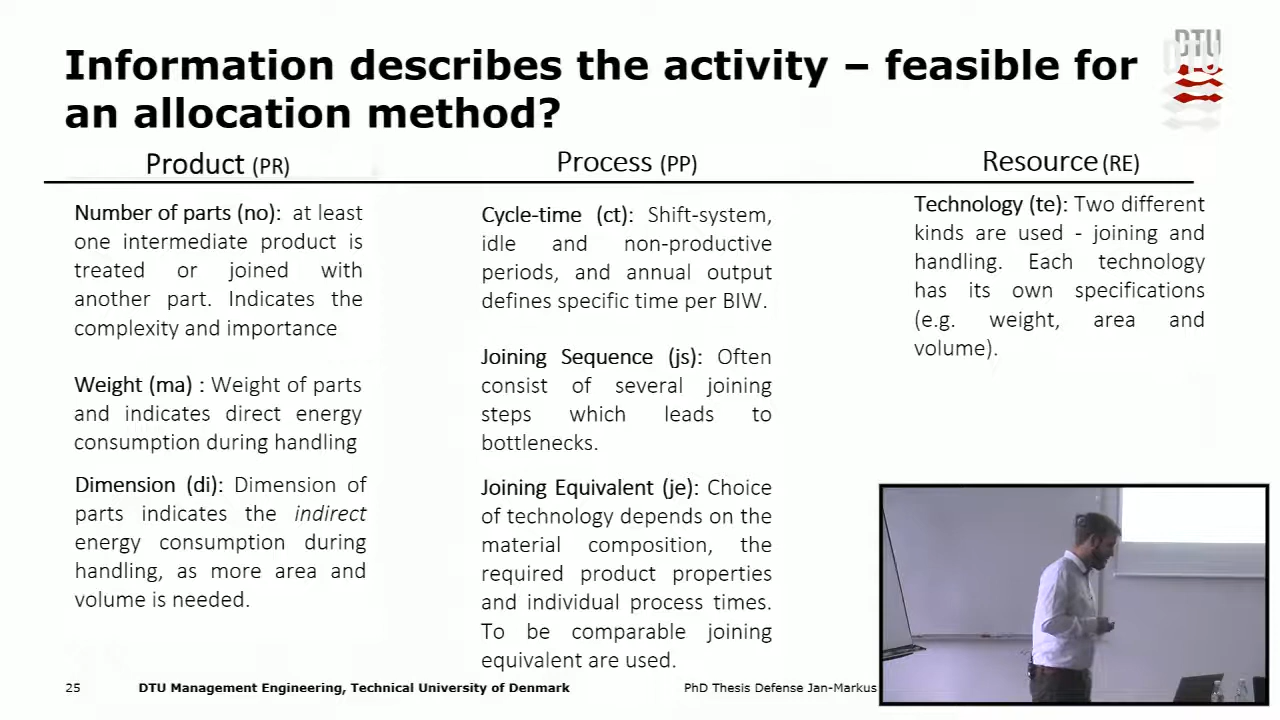 Information describes the activity – feasible for
an allocation method?
DTU
Product (PR)
Number of parts (no): at least
one intermediate product is
treated or joined with
another part. Indicates the
complexity and importance
Weight (ma) : Weight of parts
and indicates direct energy
consumption during handling
Dimension (di): Dimension of
parts indicates the indirect
energy consumption during
handling, as more area and
volume is needed.
Process (PP)
Cycle-time (ct): Shift-system,
idle and non-productive
periods, and annual output
defines specific time per BIW.
Joining Sequence (js): Often
consist of several joining
steps which leads to
bottlenecks.
Joining Equivalent (je): Choice
of technology depends on the
material composition, the
required product properties
and individual process times.
To be comparable joining
equivalent are used.
Resource (RE)
Technology (te): Two different
kinds are used - joining and
handling. Each technology
has its own specifications
(e.g. weight, area and
volume).
25 DTU Management Engineering, Technical University of Denmark PhD Thesis Defense Jan-Markus